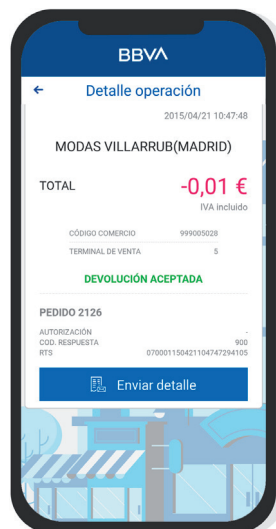 BBVA
Detalle operación
2015/04/21 10:47:48
MODAS VILLARRUB(MADRID)
TOTAL -0,01 €
IVA incluido
CÓDIGO COMERCIO 999005028
TERMINAL DE VENTA 5
DEVOLUCIÓN ACEPTADA
PEDIDO 2126
AUTORIZACIÓN -
COD. RESPUESTA 900
RTS 070001150421104747294105
Enviar detalle